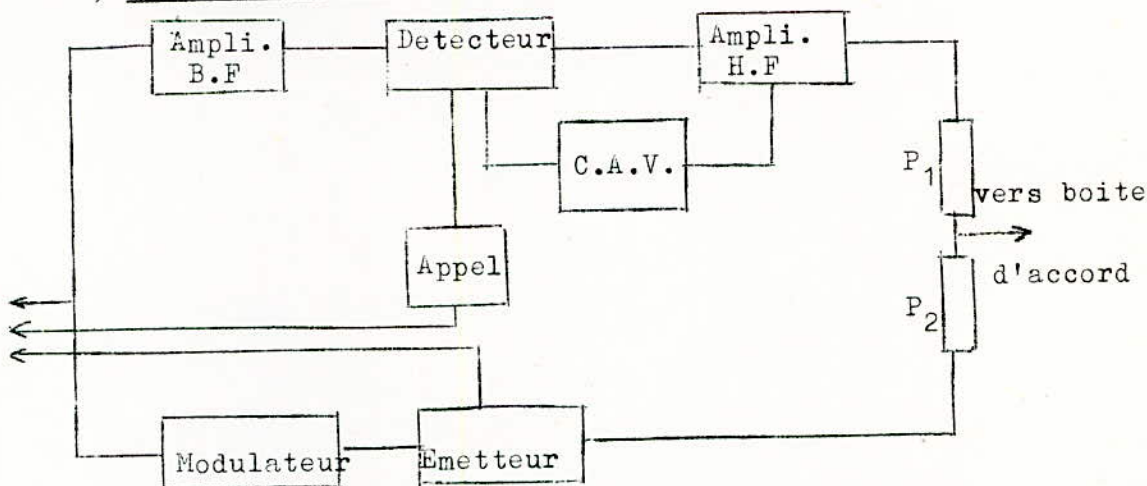 Ampli.
B.F
Detecteur
Ampli.
H.F
C.A.V.
P1
vers boite
d'accord
Appel
P2
Modulateur
Emetteur